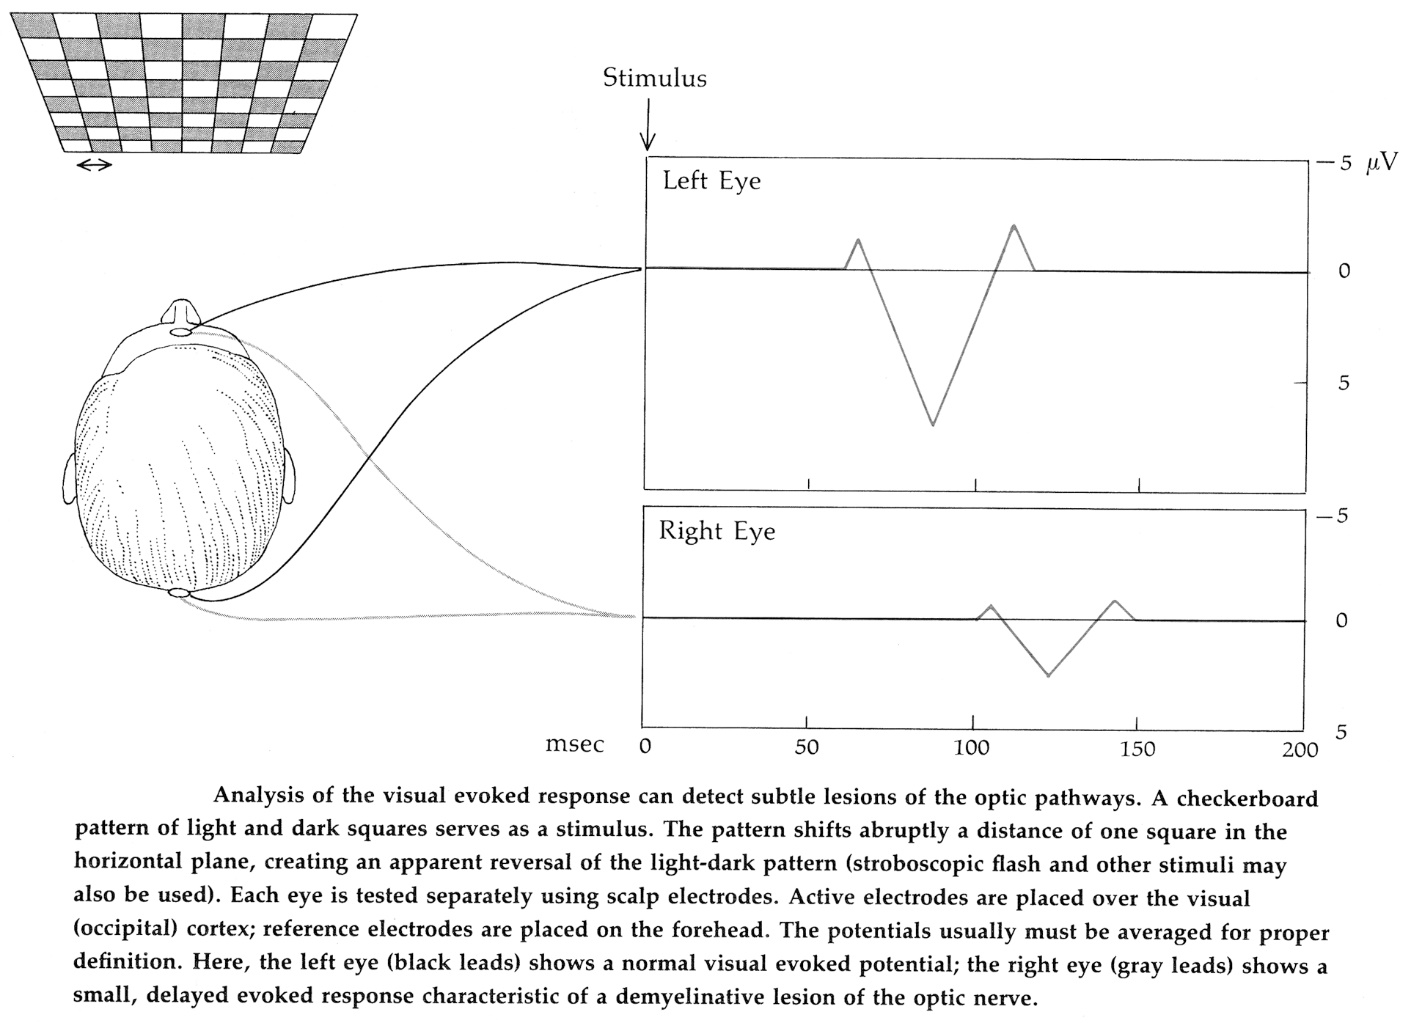 Stimulus
Left Eye
—5 μV
0
5
Right Eye
—5
0
5
msec 0 50 100 150 200
Analysis of the visual evoked response can detect subtle lesions of the optic pathways. A checkerboard
pattern of light and dark squares serves as a stimulus. The pattern shifts abruptly a distance of one square in the
horizontal plane, creating an apparent reversal of the light-dark pattern (stroboscopic flash and other stimuli may
also be used). Each eye is tested separately using scalp electrodes. Active electrodes are placed over the visual
(occipital) cortex; reference electrodes are placed on the forehead. The potentials usually must be averaged for proper
definition. Here, the left eye (black leads) shows a normal visual evoked potential; the right eye (gray leads) shows a
small, delayed evoked response characteristic of a demyelinative lesion of the optic nerve.